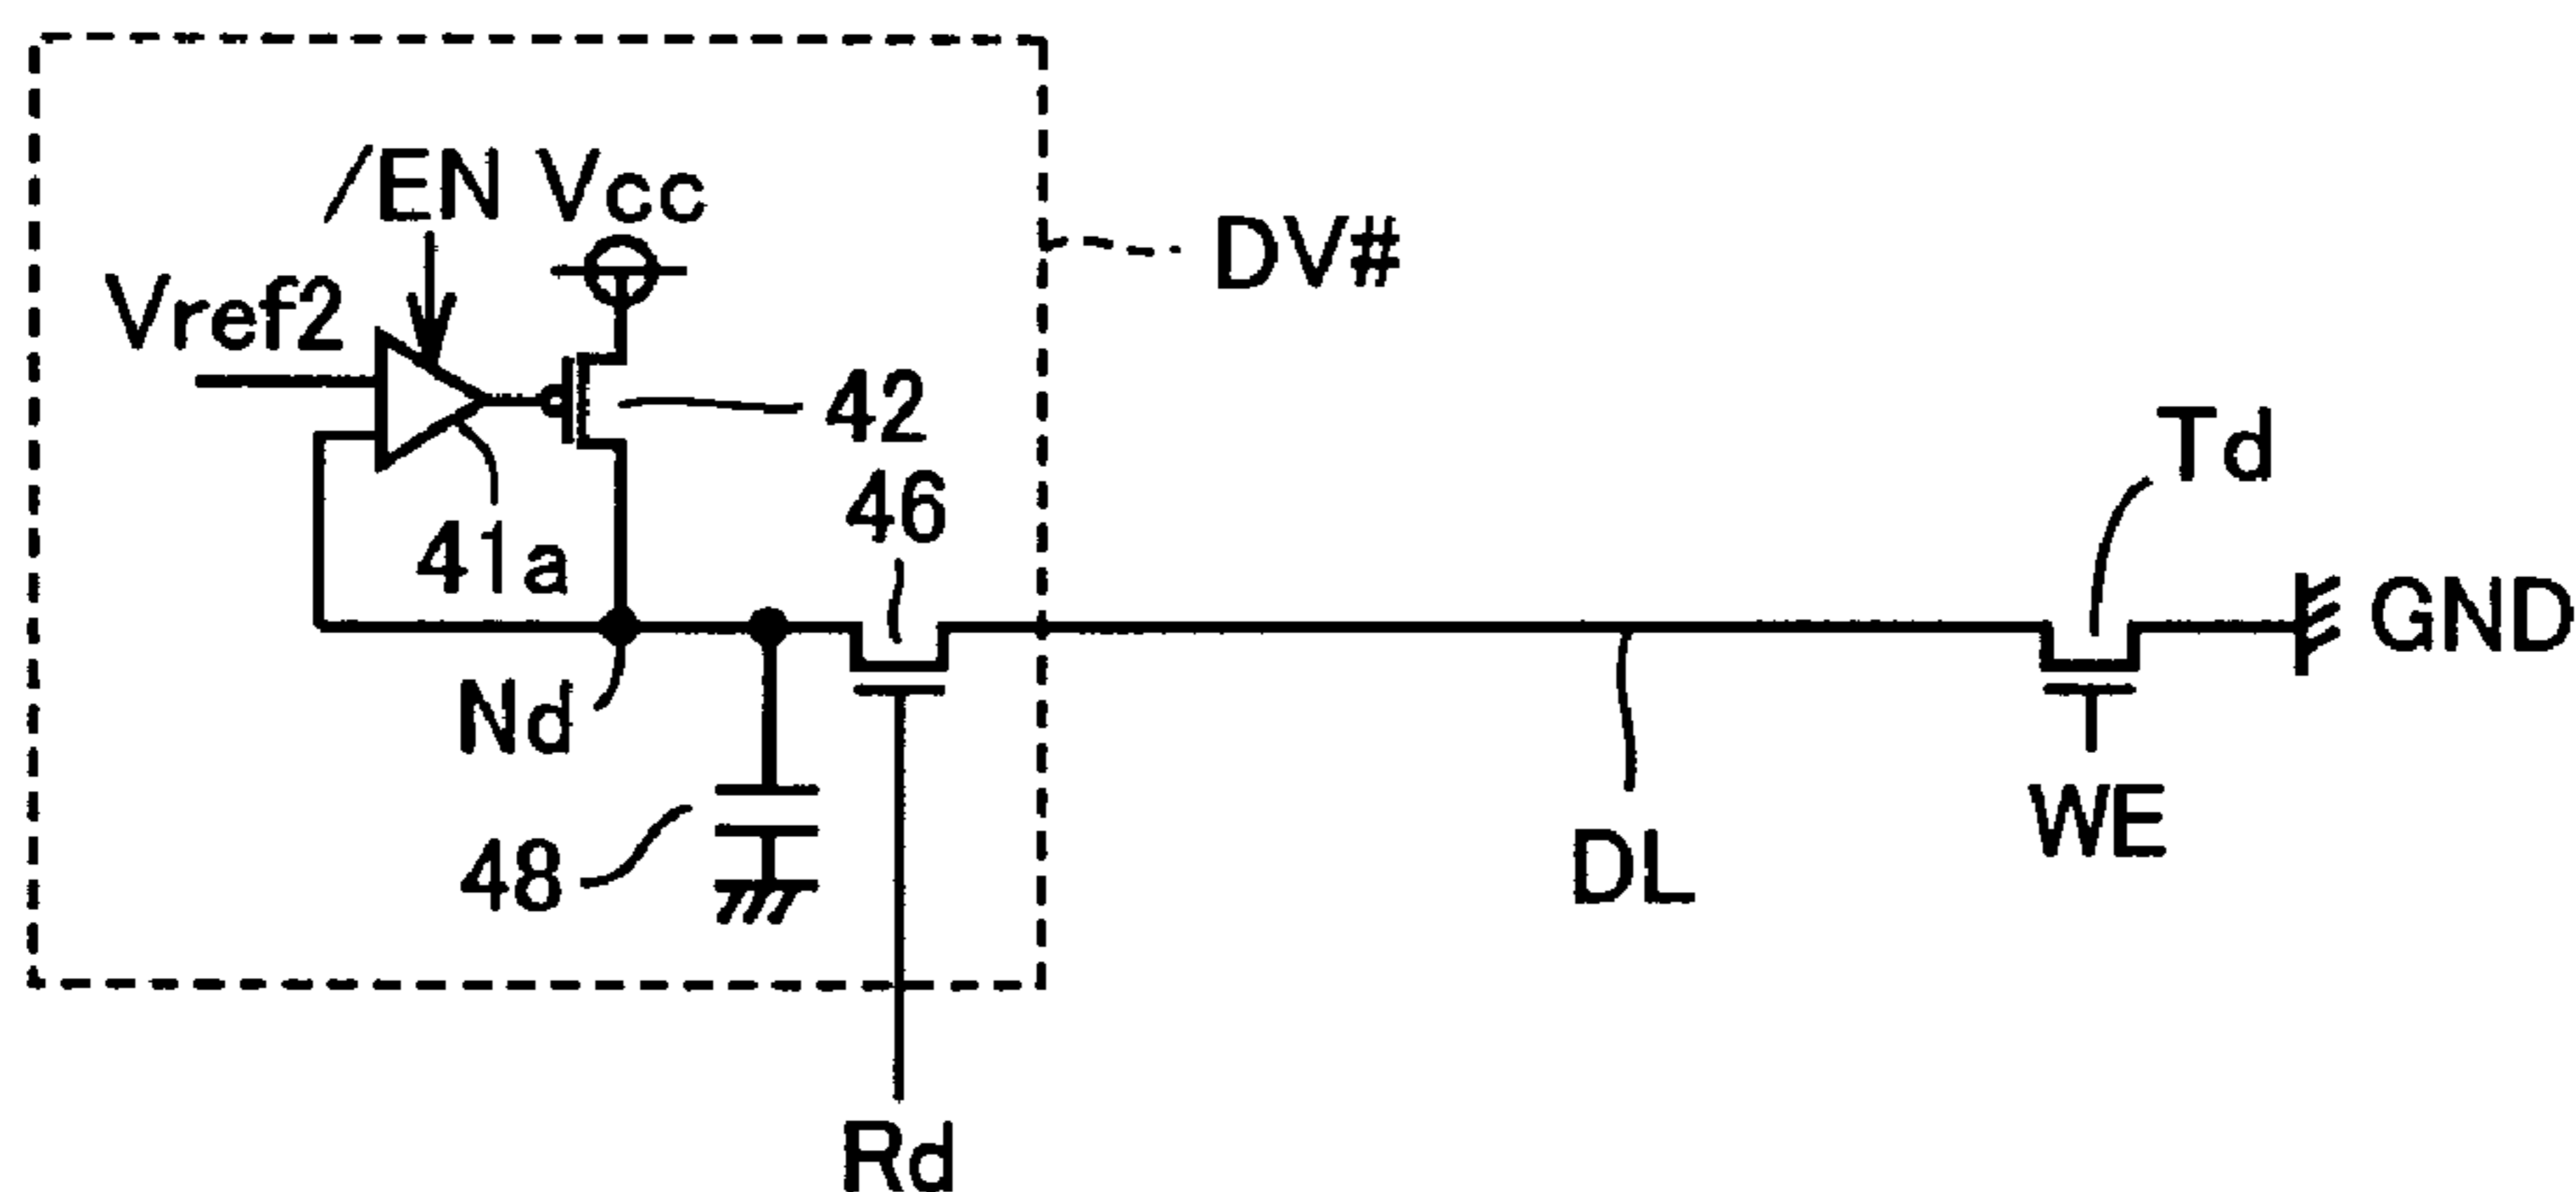 /EN Vcc
DV#
Vref2
42
Td
46
41a
GND
Nd
WE
48
DL
Rd